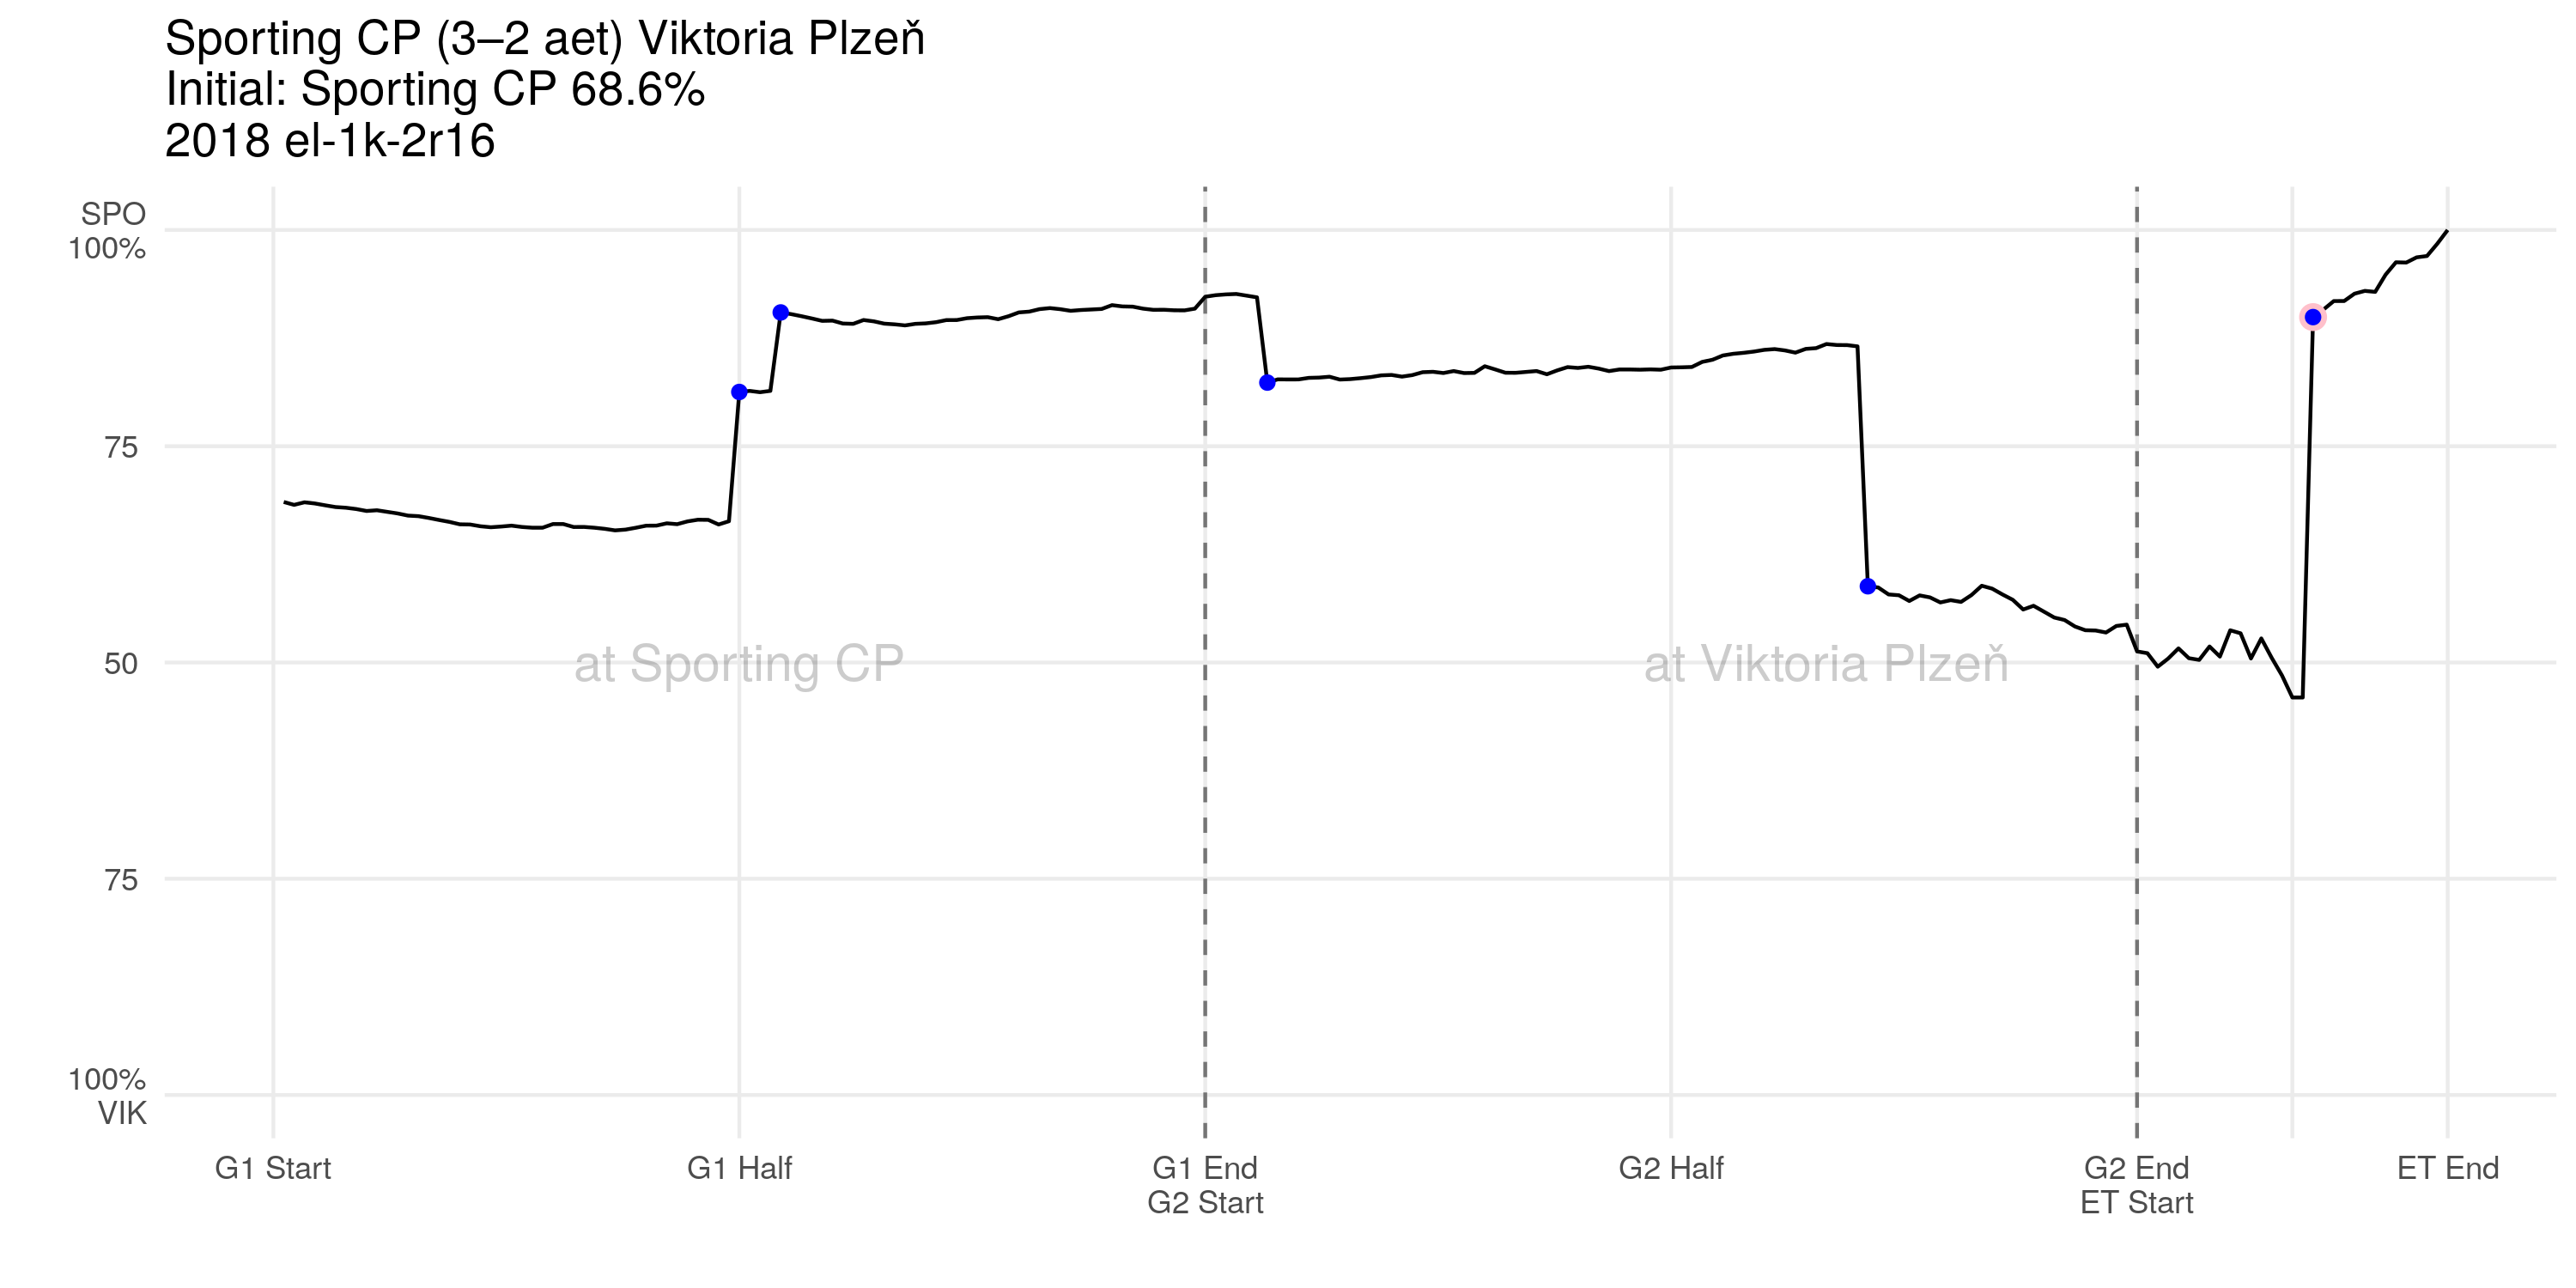 Sporting CP (3–2 aet) Viktoria Plzeň
Initial: Sporting CP 68.6%
2018 el-1k-2r16
SPO
100%
75
50
75
100%
VIK
at Sporting CP
at Viktoria Plzeň
G1 Start
G1 Half
G1 End
G2 Start
G2 Half
G2 End
ET Start
ET End